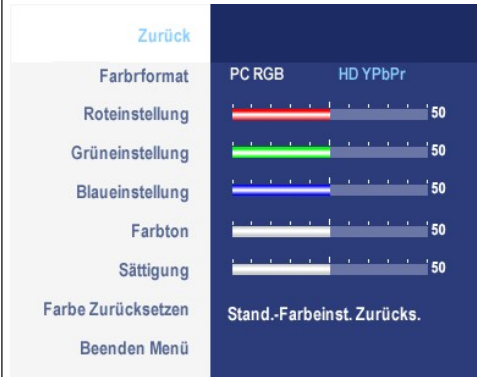 Zurück
Farbrformat PC RGB HD YPbPr
Roteinstellung 50
Grüneinstellung 50
Blaueinstellung 50
Farbton 50
Sättigung 50
Farbe Zurücksetzen Stand.-Farbeinst. Zurücks.
Beenden Menü